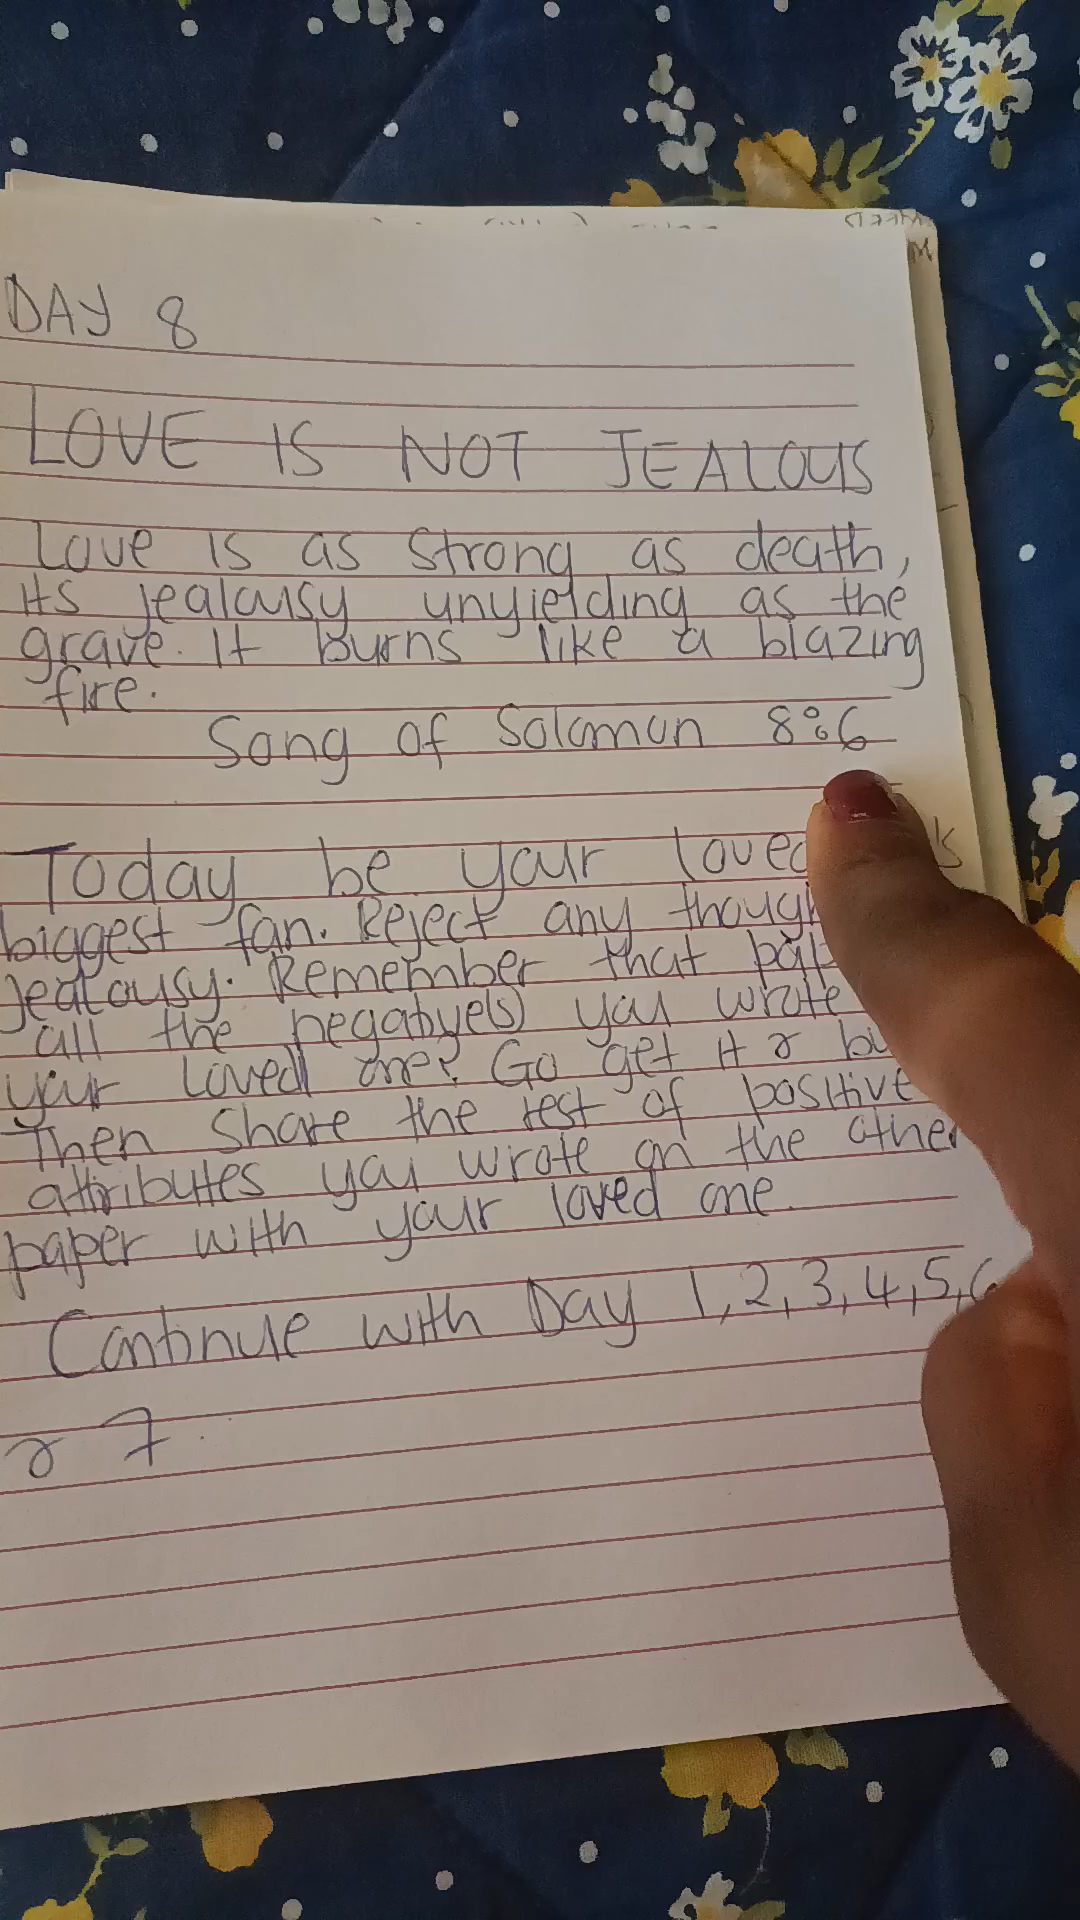 DAY 8
LOVE IS NOT JEALOUS
Love is as strong as death,
its jealousy unyielding as the
grave. It burns like a blazing
fire.
Song of Solomon 8:6
Today be your
biggest fan. Reject any
jealousy. Remember that
all the negative(s) you wrote
your loved one? Go get it &
Then share the rest of positive
attributes you wrote on the other
paper with your loved one.
Continue with Day 1, 2, 3, 4, 5, 6
& 7.